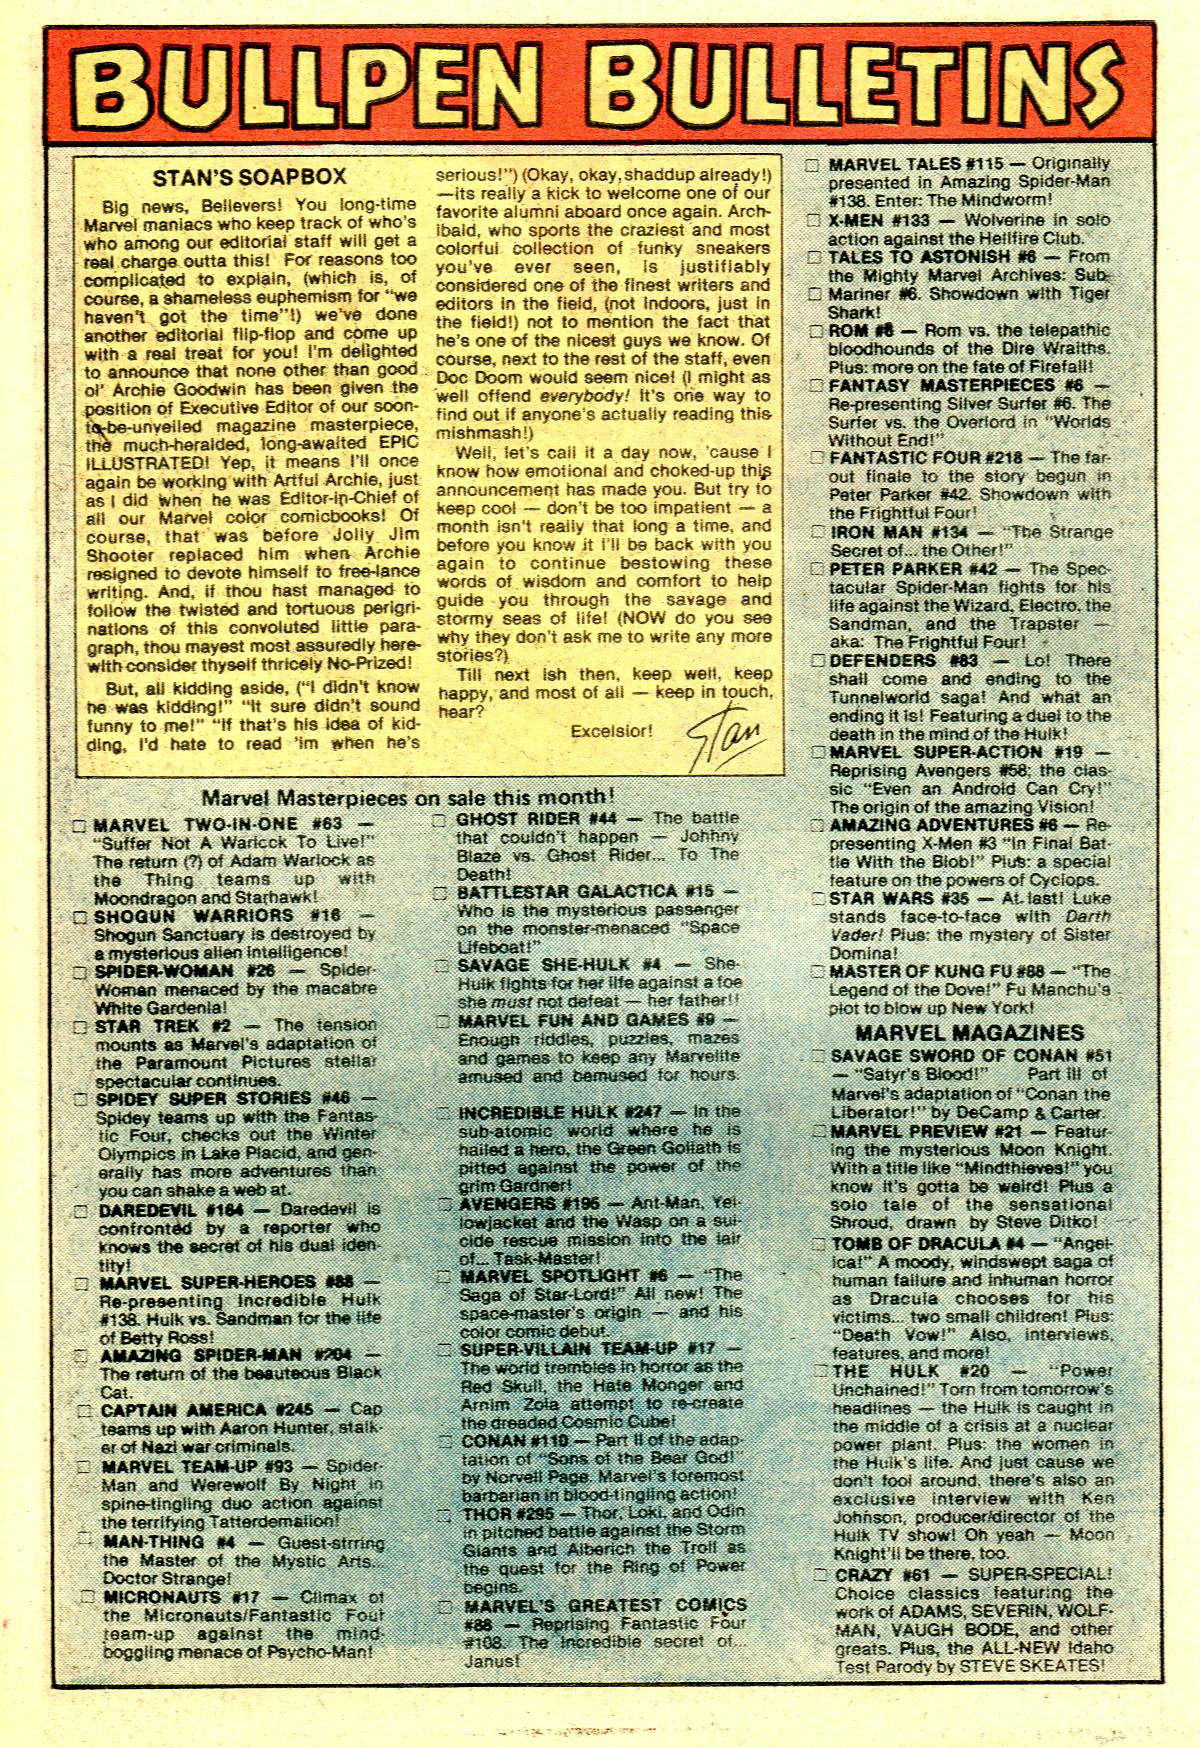 BULLPEN BULLETINS
STAN'S SOAPBOX
Big news, Believers! You long-time
Marvel maniacs who keep track of who's
who among our editorial staff will get a
real charge outta this! For reasons too
complicated to explain, (which is, of
course, a shameless euphemism for "we
haven't got the time"!) we've done
another editorial flip-flop and come up
with a real treat for you! I'm delighted
to announce that none other than good
ol' Archie Goodwin has been given the
position of Executive Editor of our soon-
to-be-unveiled magazine masterpiece,
the much-heralded, long-awaited EPIC
ILLUSTRATED! Yep, it means I'll once
again be working with Artful Archie, just
as I did when he was Editor-in-Chief of
all our Marvel color comicbooks! Of
course, that was before Jolly Jim
Shooter replaced him when Archie
resigned to devote himself to free-lance
writing. And, if thou hast managed to
follow the twisted and tortuous perigri-
nations of this convoluted little para-
graph, thou mayest most assuredly here-
with consider thyself thricely No-Prized!
But, all kidding aside, ("I didn't know
he was kidding!" "It sure didn't sound
funny to me!" "If that's his idea of kid-
ding, I'd hate to read 'im when he's
serious!") (Okay, okay, shaddup already!)
—its really a kick to welcome one of our
favorite alumni aboard once again. Arch-
ibald, who sports the craziest and most
colorful collection of funky sneakers
you've ever seen, is justifiably
considered one of the finest writers and
editors in the field, (not indoors, just in
the field!) not to mention the fact that
he's one of the nicest guys we know. Of
course, next to the rest of the staff, even
Doc Doom would seem nice! (I might as
well offend everybody! It's one way to
find out if anyone's actually reading this
mishmash!)
Well, let's call it a day now, 'cause I
know how emotional and choked-up this
announcement has made you. But try to
keep cool — don't be too impatient — a
month isn't really that long a time, and
before you know it I'll be back with you
again to continue bestowing these
words of wisdom and comfort to help
guide you through the savage and
stormy seas of life! (NOW do you see
why they don't ask me to write any more
stories?)
Till next ish then, keep well, keep
happy, and most of all — keep in touch,
hear?
Excelsior!
Stan
Marvel Masterpieces on sale this month!
MARVEL TWO-IN-ONE #63 —
"Suffer Not A Waricck To Live!"
The return (?) of Adam Warlock as
the Thing teams up with
Moondragon and Starhawk!
SHOGUN WARRIORS #16 —
Shogun Sanctuary is destroyed by
a mysterious alien intelligence!
SPIDER-WOMAN #26 — Spider-
Woman menaced by the macabre
White Gardenia!
STAR TREK #2 — The tension
mounts as Marvel's adaptation of
the Paramount Pictures stellar
spectacular continues.
SPIDEY SUPER STORIES #46 —
Spidey teams up with the Fantas-
tic Four, checks out the Winter
Olympics in Lake Placid, and gen-
erally has more adventures than
you can shake a web at.
DAREDEVIL #164 — Daredevil is
confronted by a reporter who
knows the secret of his dual iden-
tity!
MARVEL SUPER-HEROES #88 —
Re-presenting Incredible Hulk
#138. Hulk vs. Sandman for the life
of Betty Ross!
AMAZING SPIDER-MAN #204 —
The return of the beauteous Black
Cat.
CAPTAIN AMERICA #245 — Cap
teams up with Aaron Hunter, stalk-
er of Nazi war criminals.
MARVEL TEAM-UP #93 — Spider-
Man and Werewolf By Night in
spine-tingling duo action against
the terrifying Tatterdemalion!
MAN-THING #4 — Guest-strring
the Master of the Mystic Arts...
Doctor Strange!
MICRONAUTS #17 — Climax of
the Micronauts/Fantastic Four
team-up against the mind-
boggling menace of Psycho-Man!
GHOST RIDER #44 — The battle
that couldn't happen — Johhny
Blaze vs. Ghost Rider... To The
Death!
BATTLESTAR GALACTICA #15 —
Who is the mysterious passenger
on the monster-menaced "Space
Lifeboat!"
SAVAGE SHE-HULK #4 — She-
Hulk fights for her life against a foe
she must not defeat — her father!!
MARVEL FUN AND GAMES #9 —
Enough riddles, puzzles, mazes
and games to keep any Marvelite
amused and bemused for hours.
INCREDIBLE HULK #247 — In the
sub-atomic world where he is
hailed a hero, the Green Goliath is
pitted against the power of the
grim Gardner!
AVENGERS #195 — Ant-Man, Yel-
lowjacket and the Wasp on a sui-
cide rescue mission into the lair
of... Task-Master!
MARVEL SPOTLIGHT #6 — "The
Saga of Star-Lord!" All new! The
space-master's origin — and his
color comic debut.
SUPER-VILLAIN TEAM-UP #17 —
The world trembles in horror as the
Red Skull, the Hate Monger and
Arnim Zola attempt to re-create
the dreaded Cosmic Cube!
CONAN #110 — Part II of the adap-
tation of "Sons of the Bear God!"
by Norvell Page. Marvel's foremost
barbarian in blood-tingling action!
THOR #295 — Thor, Loki, and Odin
in pitched battle against the Storm
Giants and Alberich the Troll as
the quest for the Ring of Power
begins.
MARVEL'S GREATEST COMICS
#88 — Reprising Fantastic Four
#108. The incredible secret of...
Janus!
MARVEL TALES #115 — Originally
presented in Amazing Spider-Man
#138. Enter: The Mindworm!
X-MEN #133 — Wolverine in solo
action against the Hellfire Club.
TALES TO ASTONISH #6 — From
the Mighty Marvel Archives: Sub-
Mariner #6. Showdown with Tiger
Shark!
ROM #8 — Rom vs. the telepathic
bloodhounds of the Dire Wraiths.
Plus: more on the fate of Firefall!
FANTASY MASTERPIECES #6 —
Re-presenting Silver Surfer #6. The
Surfer vs. the Overlord in "Worlds
Without End!"
FANTASTIC FOUR #218 — The far-
out finale to the story begun in
Peter Parker #42. Showdown with
the Frightful Four!
IRON MAN #134 — "The Strange
Secret of... the Other!"
PETER PARKER #42 — The Spec-
tacular Spider-Man fights for his
life against the Wizard, Electro, the
Sandman, and the Trapster —
aka: The Frightful Four!
DEFENDERS #83 — Lo! There
shall come and ending to the
Tunnelworld saga! And what an
ending it is! Featuring a duel to the
death in the mind of the Hulk!
MARVEL SUPER-ACTION #19 —
Reprising Avengers #58; the clas-
sic "Even an Android Can Cry!"
The origin of the amazing Vision!
AMAZING ADVENTURES #6 — Re-
presenting X-Men #3 "In Final Bat-
tle With the Blob!" Plus: a special
feature on the powers of Cyclops.
STAR WARS #35 — At last! Luke
stands face-to-face with Darth
Vader! Plus: the mystery of Sister
Domina!
MASTER OF KUNG FU #88 — "The
Legend of the Dove!" Fu Manchu's
plot to blow up New York!
MARVEL MAGAZINES
SAVAGE SWORD OF CONAN #51
— "Satyr's Blood!" Part III of
Marvel's adaptation of "Conan the
Liberator!" by DeCamp & Carter.
MARVEL PREVIEW #21 — Featur-
ing the mysterious Moon Knight.
With a title like "Mindthieves!" you
know it's gotta be weird! Plus a
solo tale of the sensational
Shroud, drawn by Steve Ditko!
TOMB OF DRACULA #4 — "Angel-
ica!" A moody, windswept saga of
human failure and inhuman horror
as Dracula chooses for his
victims... two small children! Plus:
"Death Vow!" Also, interviews,
features, and more!
THE HULK #20 — "Power
Unchained!" Torn from tomorrow's
headlines — the Hulk is caught in
the middle of a crisis at a nuclear
power plant. Plus: the women in
the Hulk's life. And just cause we
don't fool around, there's also an
exclusive interview with Ken
Johnson, producer/director of the
Hulk TV show! Oh yeah — Moon
Knight'll be there, too.
CRAZY #61 — SUPER-SPECIAL!
Choice classics featuring the
work of ADAMS, SEVERIN, WOLF-
MAN, VAUGH BODE, and other
greats. Plus, the ALL-NEW Idaho
Test Parody by STEVE SKEATES!